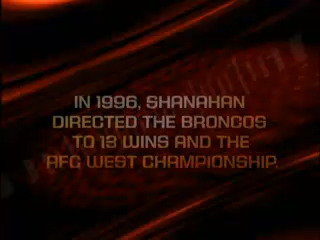 IN 1996, SHANAHAN
DIRECTED THE BRONCOS
TO 13 WINS AND THE
AFC WEST CHAMPIONSHIP.